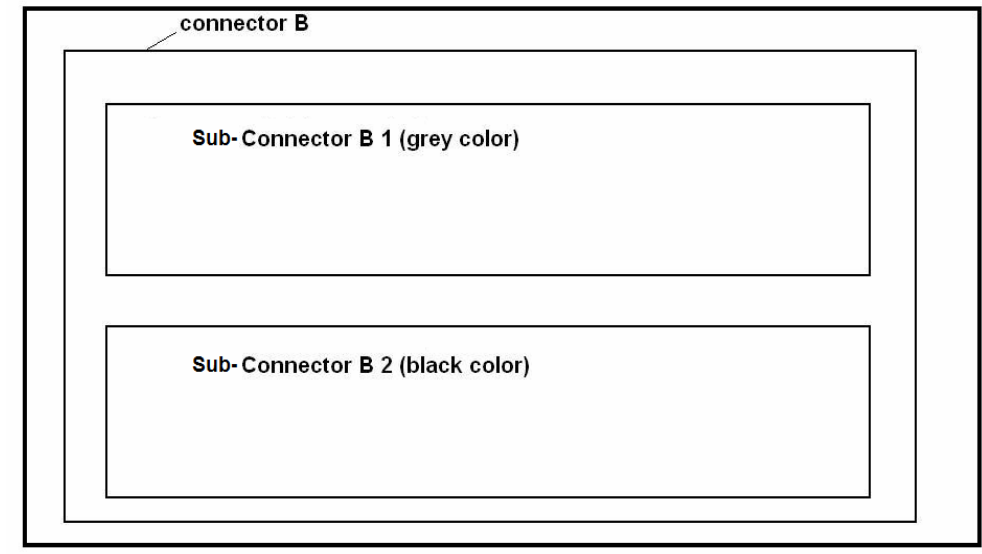 connector B
Sub- Connector B 1 (grey color)
Sub- Connector B 2 (black color)